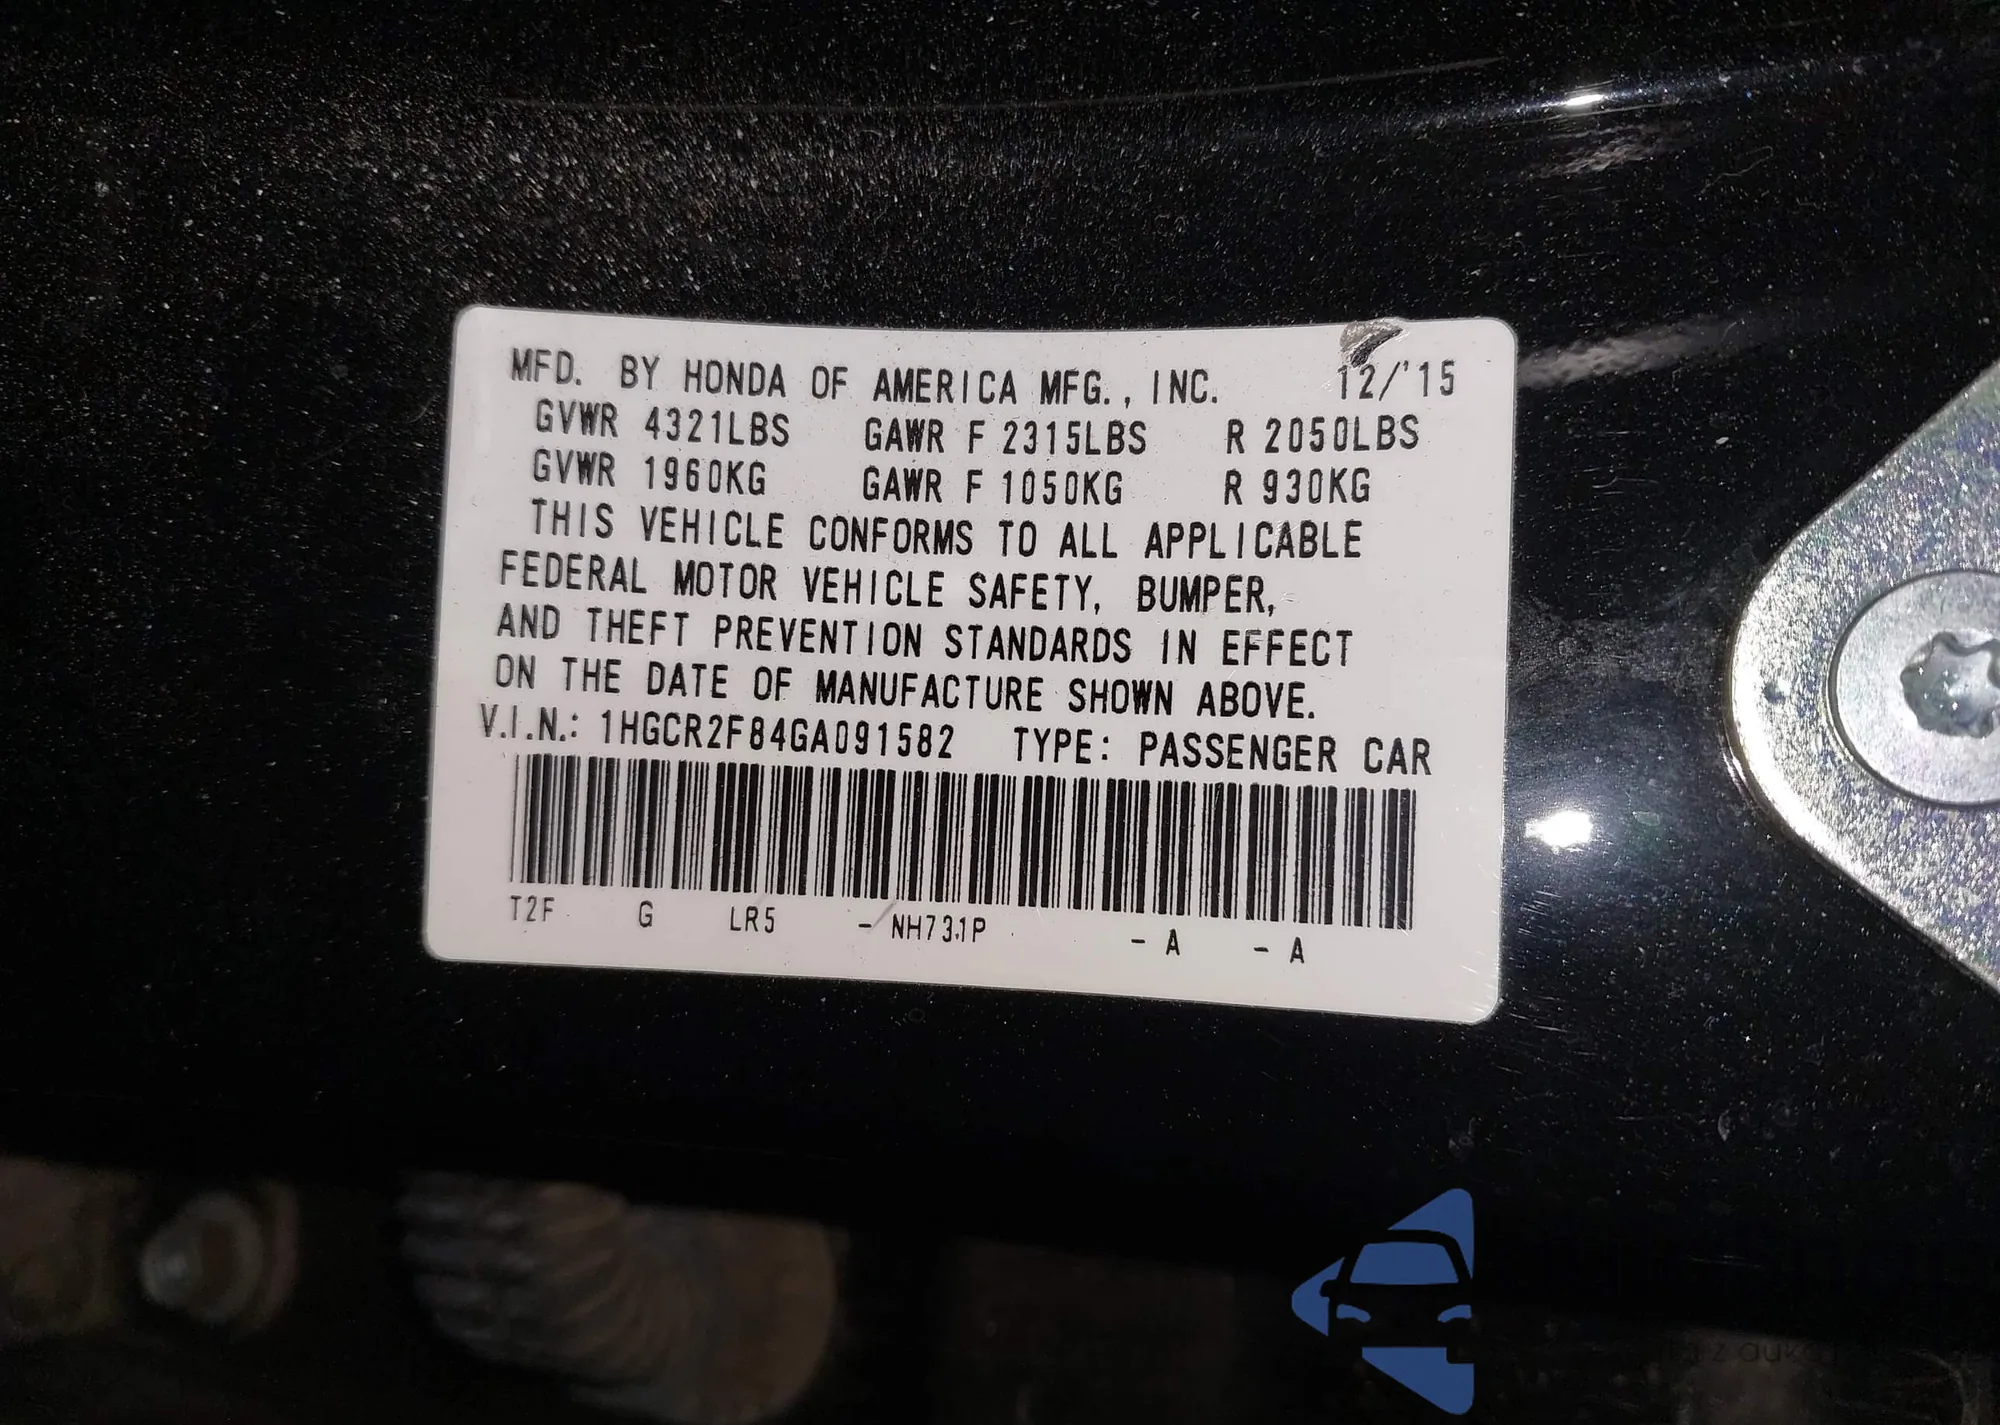 MFD. BY HONDA OF AMERICA MFG., INC. 12/'15
GVWR 4321LBS GAWR F 2315LBS R 2050LBS
GVWR 1960KG GAWR F 1050KG R 930KG
THIS VEHICLE CONFORMS TO ALL APPLICABLE
FEDERAL MOTOR VEHICLE SAFETY, BUMPER,
AND THEFT PREVENTION STANDARDS IN EFFECT
ON THE DATE OF MANUFACTURE SHOWN ABOVE.
V.I.N.: 1HGCR2F84GA091582 TYPE: PASSENGER CAR
T2F G LR5 - NH731P - A - A